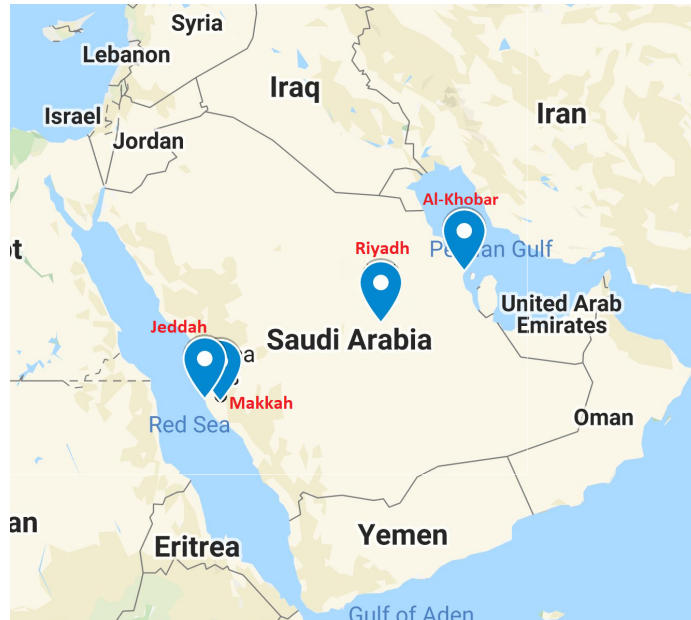 Syria
Lebanon
Iraq
Iran
Israel
Jordan
Al-Khobar
Riyadh
Gulf
United Arab
Emirates
Saudi Arabia
Jeddah
Makkah
Red Sea
Oman
Yemen
Eritrea
Gulf of Aden